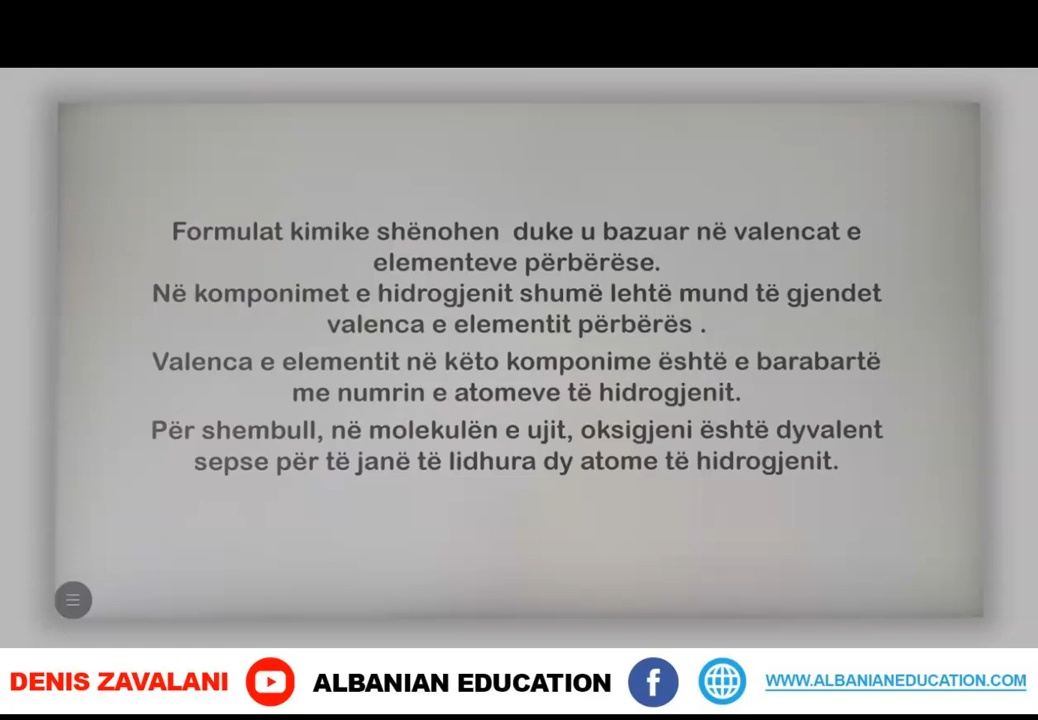 Formulat kimike shënohen duke u bazuar në valencat e
elementeve përbërëse.
Në komponimet e hidrogjenit shumë lehtë mund të gjendet
valenca e elementit përbërës .
Valenca e elementit në këto komponime është e barabartë
me numrin e atomeve të hidrogjenit.
Për shembull, në molekulën e ujit, oksigjeni është dyvalent
sepse për të janë të lidhura dy atome të hidrogjenit.
DENIS ZAVALANI ALBANIAN EDUCATION WWW.ALBANIANEDUCATION.COM